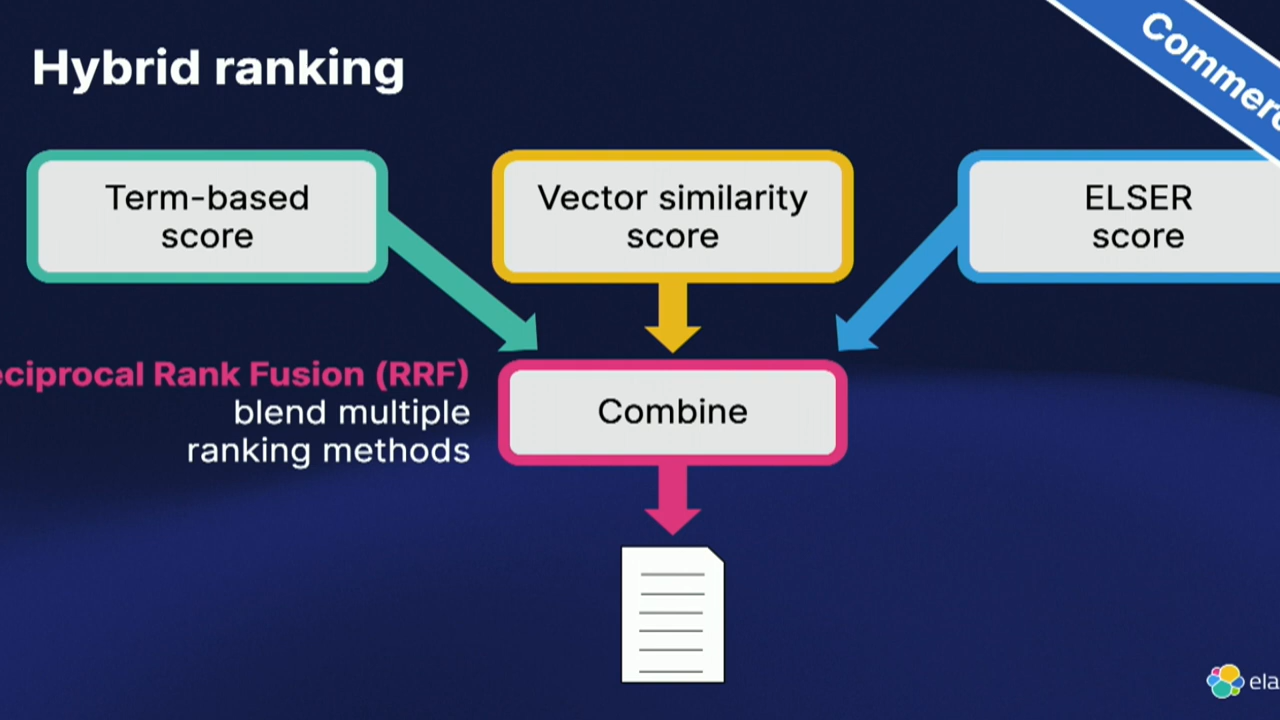 Hybrid ranking
Commerc
Term-based
score
Vector similarity
score
ELSER
score
eciprocal Rank Fusion (RRF)
blend multiple
ranking methods
Combine
ela